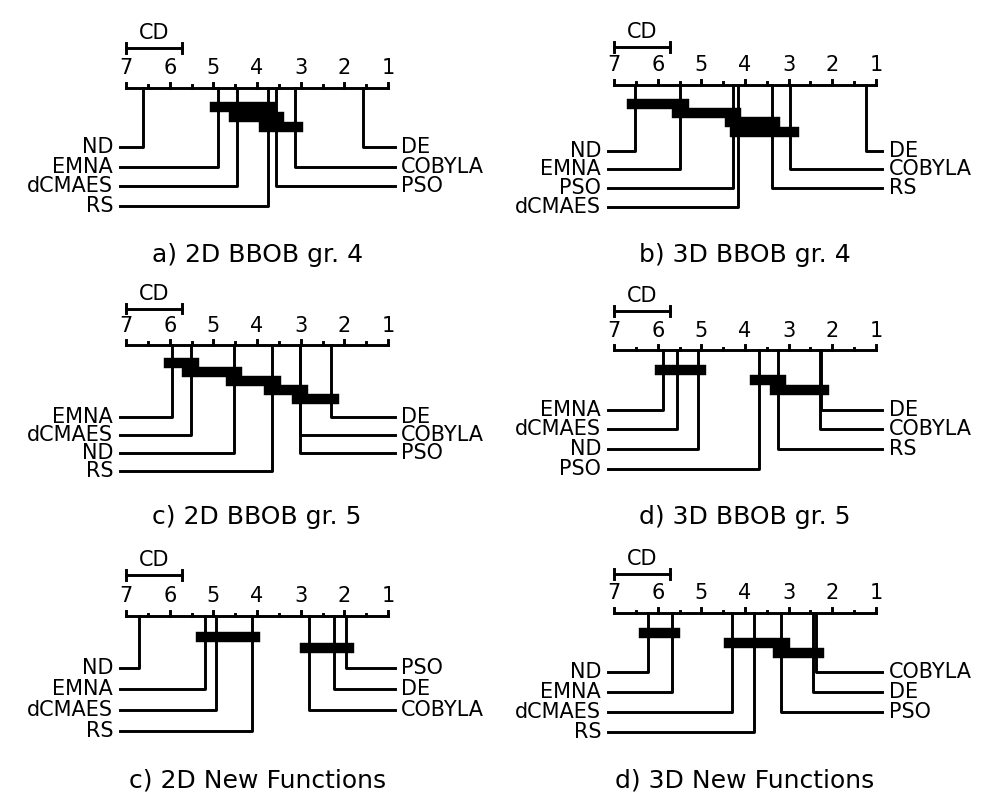 CD
7 6 5 4 3 2 1
ND DE
EMNA COBYLA
dCMAES PSO
RS
a) 2D BBOB gr. 4
CD
7 6 5 4 3 2 1
ND DE
EMNA COBYLA
PSO RS
dCMAES
b) 3D BBOB gr. 4
CD
7 6 5 4 3 2 1
EMNA DE
dCMAES COBYLA
ND PSO
RS
c) 2D BBOB gr. 5
CD
7 6 5 4 3 2 1
EMNA DE
dCMAES COBYLA
ND RS
PSO
d) 3D BBOB gr. 5
CD
7 6 5 4 3 2 1
ND PSO
EMNA DE
dCMAES COBYLA
RS
c) 2D New Functions
CD
7 6 5 4 3 2 1
ND COBYLA
EMNA DE
dCMAES PSO
RS
d) 3D New Functions